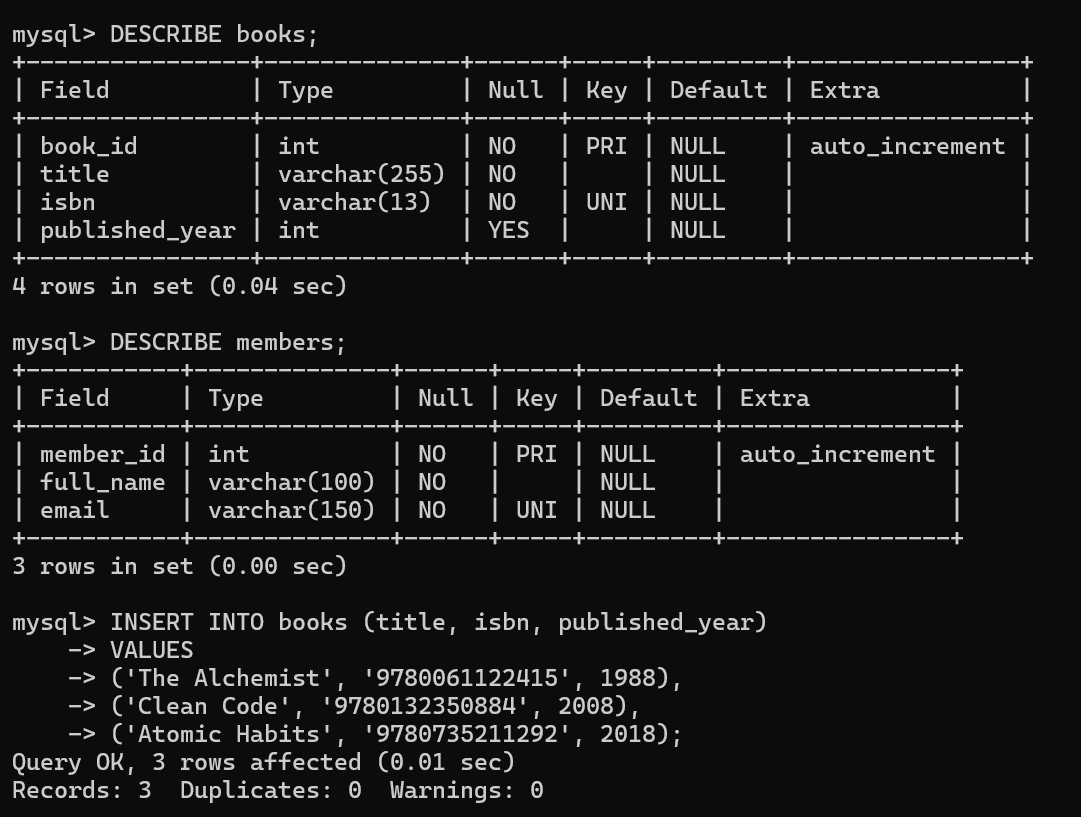 mysql> DESCRIBE books;
+----------------+--------------+------+-----+---------+----------------+
| Field          | Type         | Null | Key | Default | Extra          |
+----------------+--------------+------+-----+---------+----------------+
| book_id        | int          | NO   | PRI | NULL    | auto_increment |
| title          | varchar(255) | NO   |     | NULL    |                |
| isbn           | varchar(13)  | NO   | UNI | NULL    |                |
| published_year | int          | YES  |     | NULL    |                |
+----------------+--------------+------+-----+---------+----------------+
4 rows in set (0.04 sec)

mysql> DESCRIBE members;
+-----------+--------------+------+-----+---------+----------------+
| Field     | Type         | Null | Key | Default | Extra          |
+-----------+--------------+------+-----+---------+----------------+
| member_id | int          | NO   | PRI | NULL    | auto_increment |
| full_name | varchar(100) | NO   |     | NULL    |                |
| email     | varchar(150) | NO   | UNI | NULL    |                |
+-----------+--------------+------+-----+---------+----------------+
3 rows in set (0.00 sec)

mysql> INSERT INTO books (title, isbn, published_year)
    -> VALUES
    -> ('The Alchemist', '9780061122415', 1988),
    -> ('Clean Code', '9780132350884', 2008),
    -> ('Atomic Habits', '9780735211292', 2018);
Query OK, 3 rows affected (0.01 sec)
Records: 3  Duplicates: 0  Warnings: 0